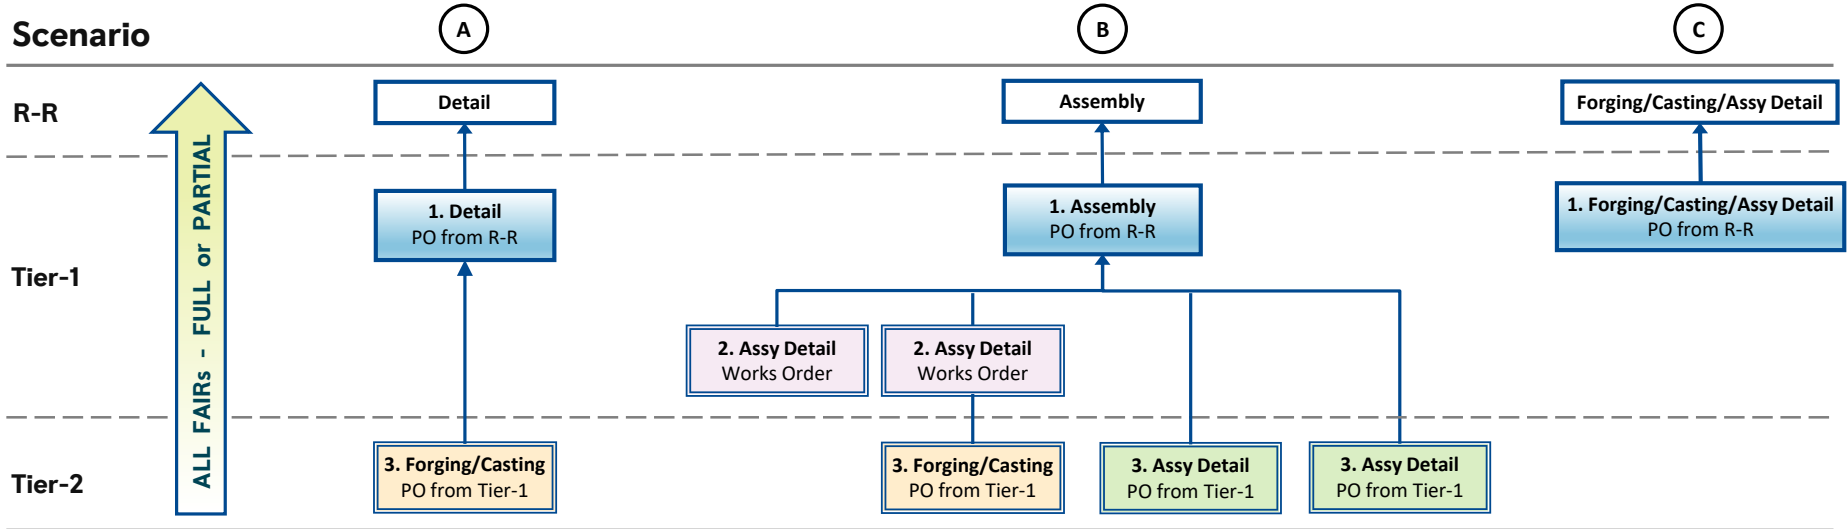 Scenario
A
B
C
R-R
Detail
Assembly
Forging/Casting/Assy Detail
ALL FAIRs - FULL or PARTIAL
Tier-1
1. Detail
PO from R-R
1. Assembly
PO from R-R
1. Forging/Casting/Assy Detail
PO from R-R
2. Assy Detail
Works Order
2. Assy Detail
Works Order
Tier-2
3. Forging/Casting
PO from Tier-1
3. Forging/Casting
PO from Tier-1
3. Assy Detail
PO from Tier-1
3. Assy Detail
PO from Tier-1